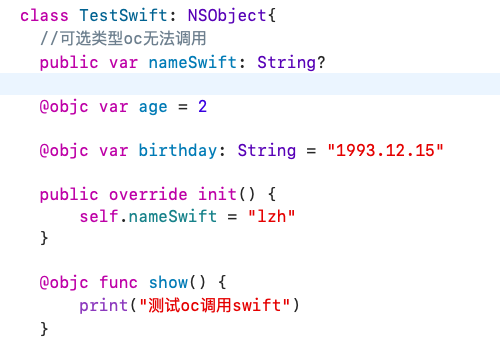 class TestSwift: NSObject{
//可选类型oc无法调用
public var nameSwift: String?
@objc var age = 2
@objc var birthday: String = "1993.12.15"
public override init() {
self.nameSwift = "lzh"
}
@objc func show() {
print("测试oc调用swift")
}